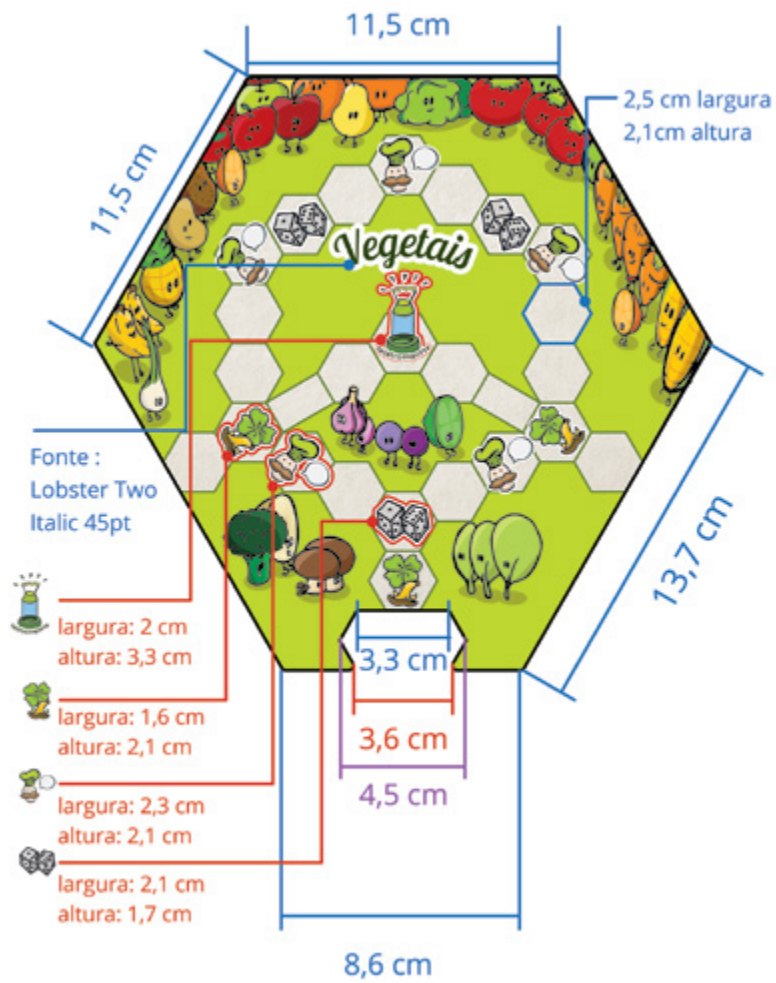 11,5 cm
11,5 cm
2,5 cm largura
2,1cm altura
Vegetais
Fonte :
Lobster Two
Italic 45pt
13,7 cm
largura: 2 cm
altura: 3,3 cm
largura: 1,6 cm
altura: 2,1 cm
largura: 2,3 cm
altura: 2,1 cm
largura: 2,1 cm
altura: 1,7 cm
3,3 cm
3,6 cm
4,5 cm
8,6 cm